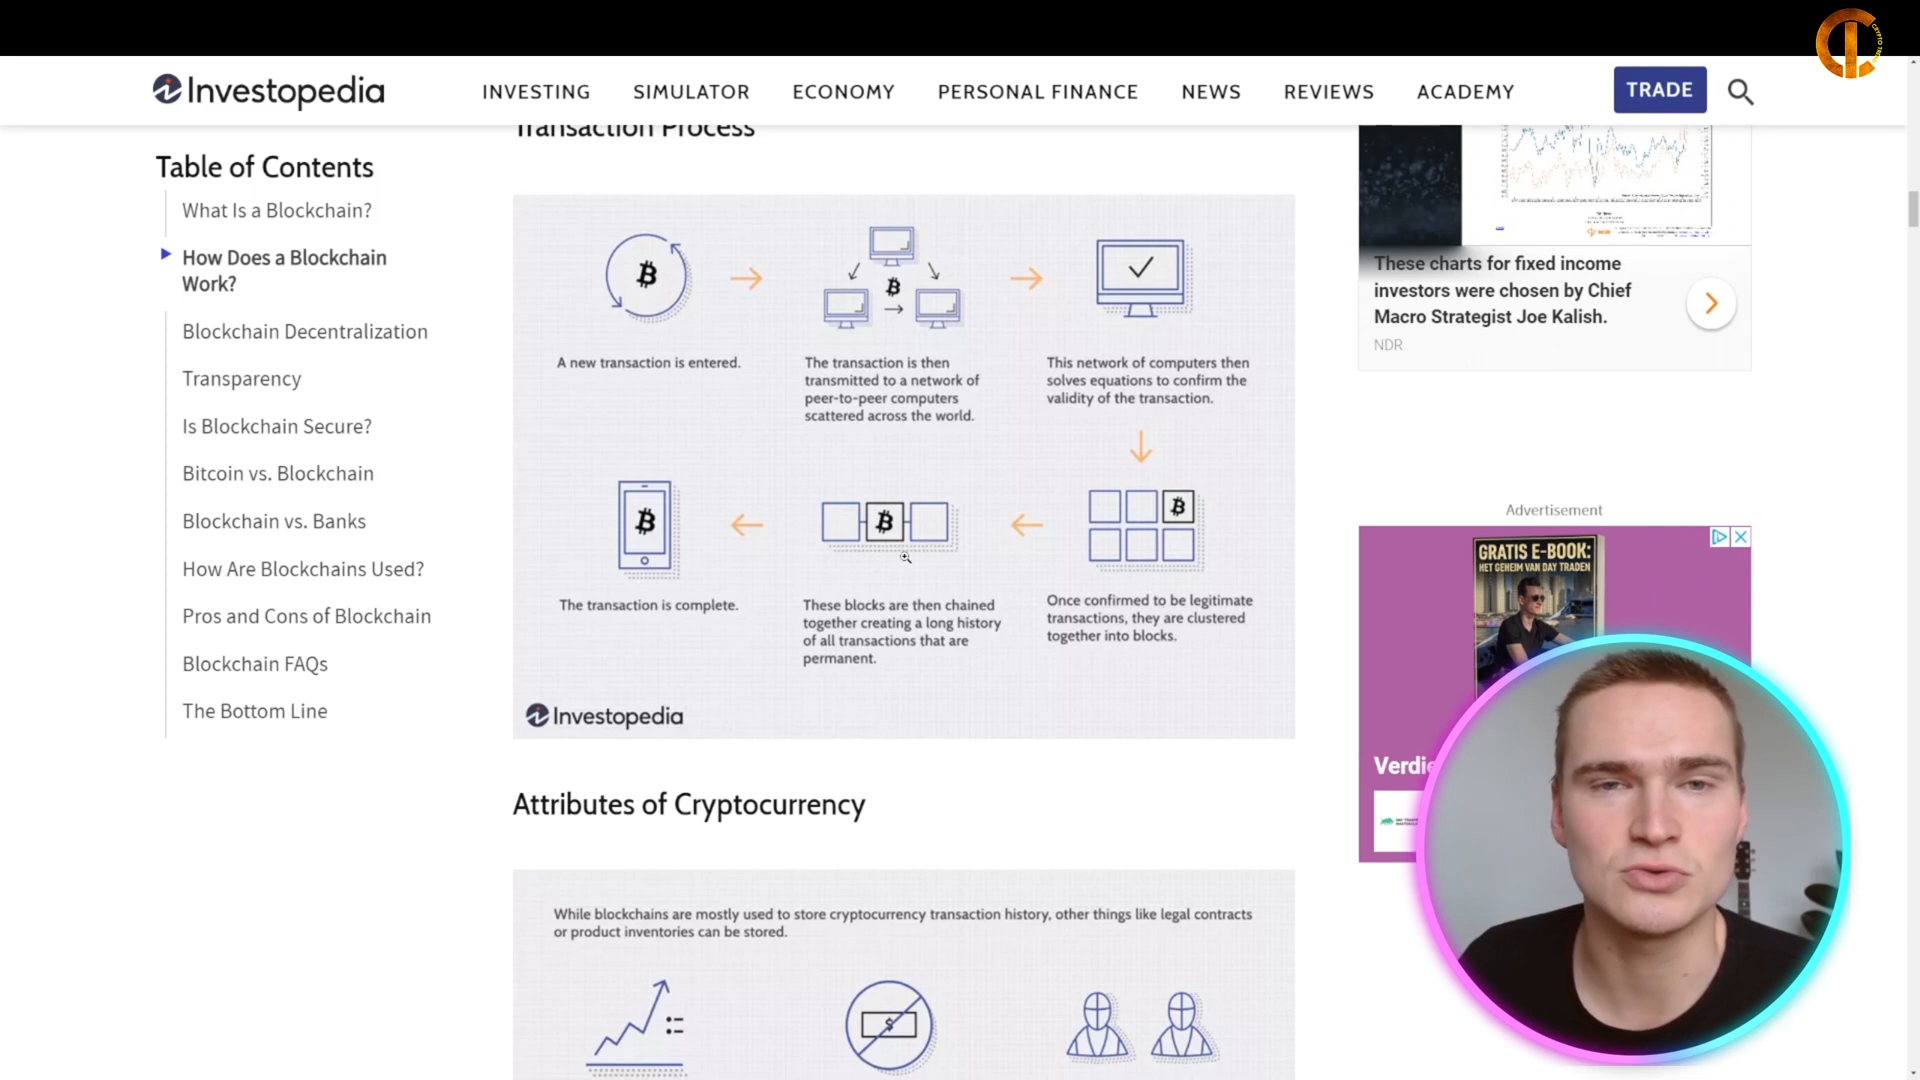 Investopedia
INVESTING
SIMULATOR
ECONOMY
PERSONAL FINANCE
NEWS
REVIEWS
ACADEMY
TRADE
Table of Contents
What Is a Blockchain?
How Does a Blockchain
Work?
Blockchain Decentralization
Transparency
Is Blockchain Secure?
Bitcoin vs. Blockchain
Blockchain vs. Banks
How Are Blockchains Used?
Pros and Cons of Blockchain
Blockchain FAQs
The Bottom Line
Transaction Process
A new transaction is entered.
The transaction is then
transmitted to a network of
peer-to-peer computers
scattered across the world.
This network of computers then
solves equations to confirm the
validity of the transaction.
Once confirmed to be legitimate
transactions, they are clustered
together into blocks.
These blocks are then chained
together creating a long history
of all transactions that are
permanent.
The transaction is complete.
Investopedia
Attributes of Cryptocurrency
While blockchains are mostly used to store cryptocurrency transaction history, other things like legal contracts
or product inventories can be stored.
These charts for fixed income
investors were chosen by Chief
Macro Strategist Joe Kalish.
NDR
Advertisement
GRATIS E-BOOK:
HET GEHEIM VAN DAY TRADEN